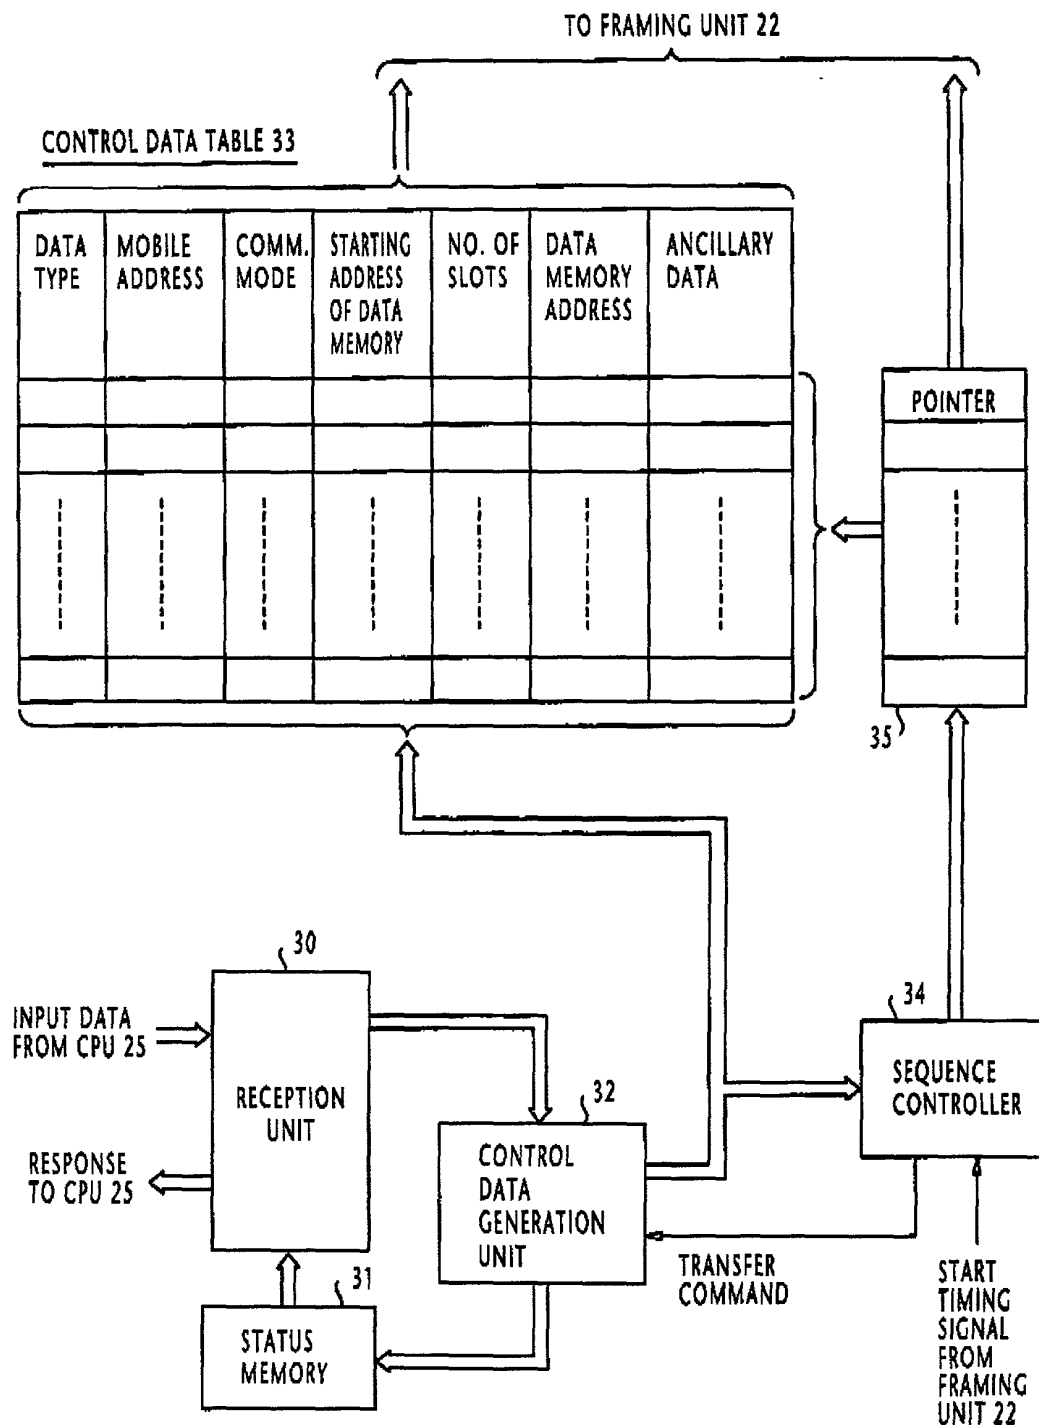 TO FRAMING UNIT 22
CONTROL DATA TABLE 33
DATA
TYPE
MOBILE
ADDRESS
COMM.
MODE
STARTING
ADDRESS
OF DATA
MEMORY
NO. OF
SLOTS
DATA
MEMORY
ADDRESS
ANCILLARY
DATA
POINTER
35
30
INPUT DATA
FROM CPU 25
RECEPTION
UNIT
RESPONSE
TO CPU 25
31
STATUS
MEMORY
32
CONTROL
DATA
GENERATION
UNIT
34
SEQUENCE
CONTROLLER
TRANSFER
COMMAND
START
TIMING
SIGNAL
FROM
FRAMING
UNIT 22